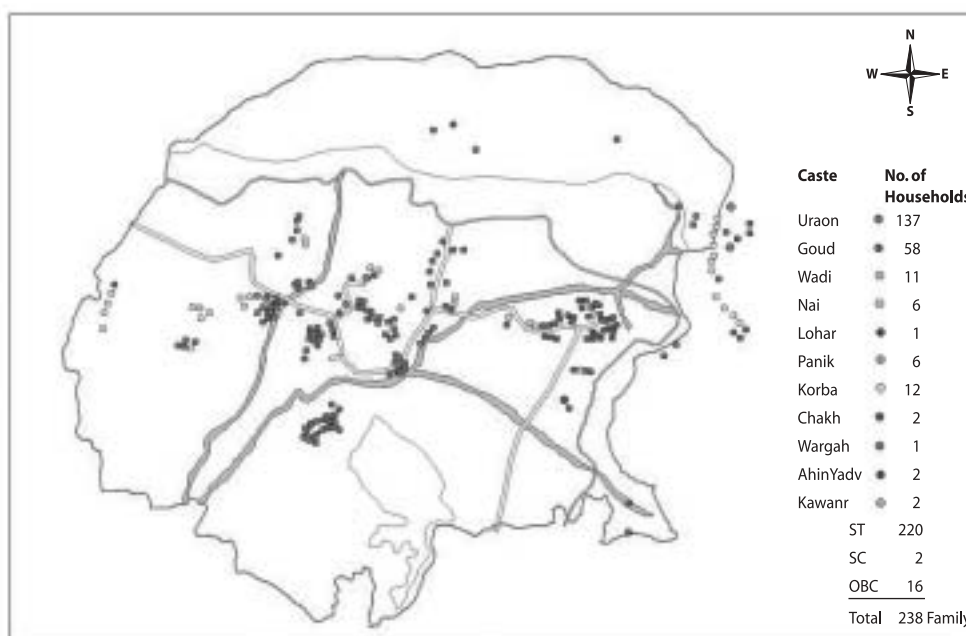 N
W E
S
Caste No. of
Households
Uraon 137
Goud 58
Wadi 11
Nai 6
Lohar 1
Panik 6
Korba 12
Chakh 2
Wargah 1
AhinYadv 2
Kawanr 2
ST 220
SC 2
OBC 16
Total 238 Family